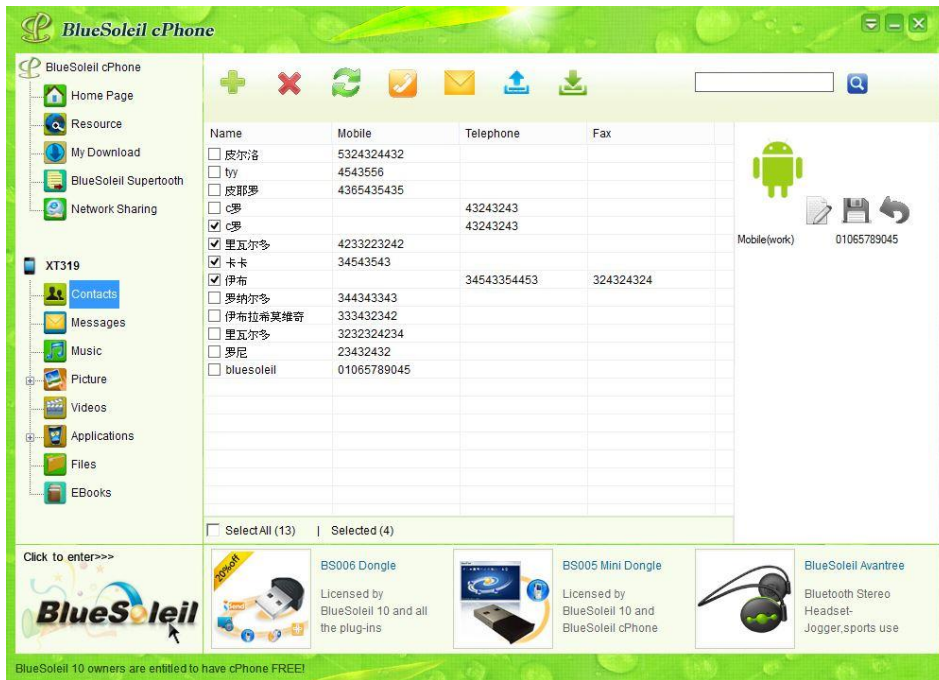 BlueSoleil cPhone
BlueSoleil cPhone
Home Page
Resource
My Download
BlueSoleil Supertooth
Network Sharing
XT319
Contacts
Messages
Music
Picture
Videos
Applications
Files
EBooks
Name Mobile Telephone Fax
皮尔洛 5324324432
tyy 4543556
皮耶罗 4365435435
c罗 43243243
c罗 43243243
里瓦尔多 4233223242
卡卡 34543543
伊布 34543354453 324324324
罗纳尔多 344343343
伊布拉希莫维奇 333432342
里瓦尔多 3232324234
罗尼 23432432
bluesoleil 01065789045
SelectAll (13) | Selected (4)
Mobile(work) 01065789045
Click to enter>>>
BlueSoleil
20%off
Send
BS006 Dongle
Licensed by
BlueSoleil 10 and all
the plug-ins
BS005 Mini Dongle
Licensed by
BlueSoleil 10 and
BlueSoleil cPhone
BlueSoleil Avantree
Bluetooth Stereo
Headset-
Jogger,sports use
BlueSoleil 10 owners are entitled to have cPhone FREE!